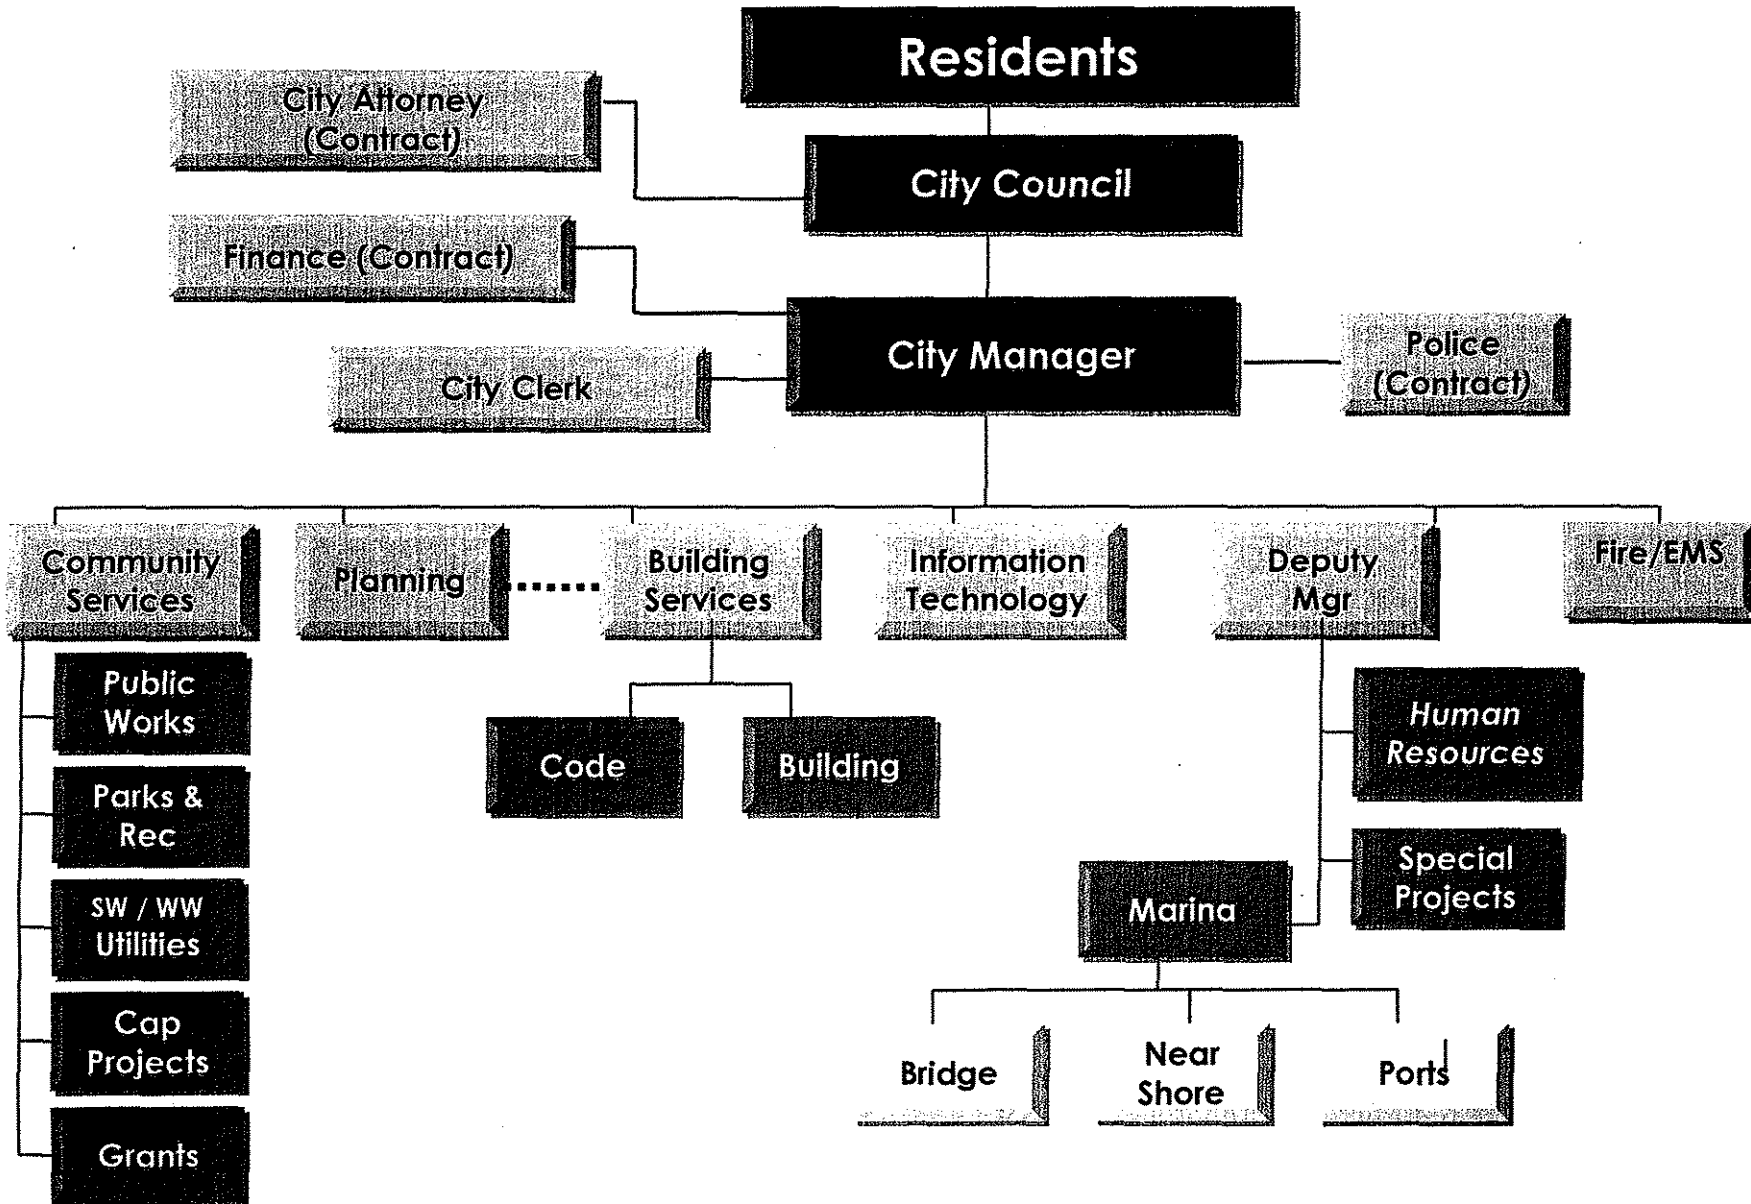 Residents
City Attorney
(Contract)
City Council
Finance (Contract)
City Manager
Police
(Contract)
City Clerk
Community
Services
Planning
Building
Services
Information
Technology
Deputy
Mgr
Fire/EMS
Public
Works
Parks &
Rec
SW / WW
Utilities
Cap
Projects
Grants
Code
Building
Human
Resources
Special
Projects
Marina
Bridge
Near
Shore
Ports